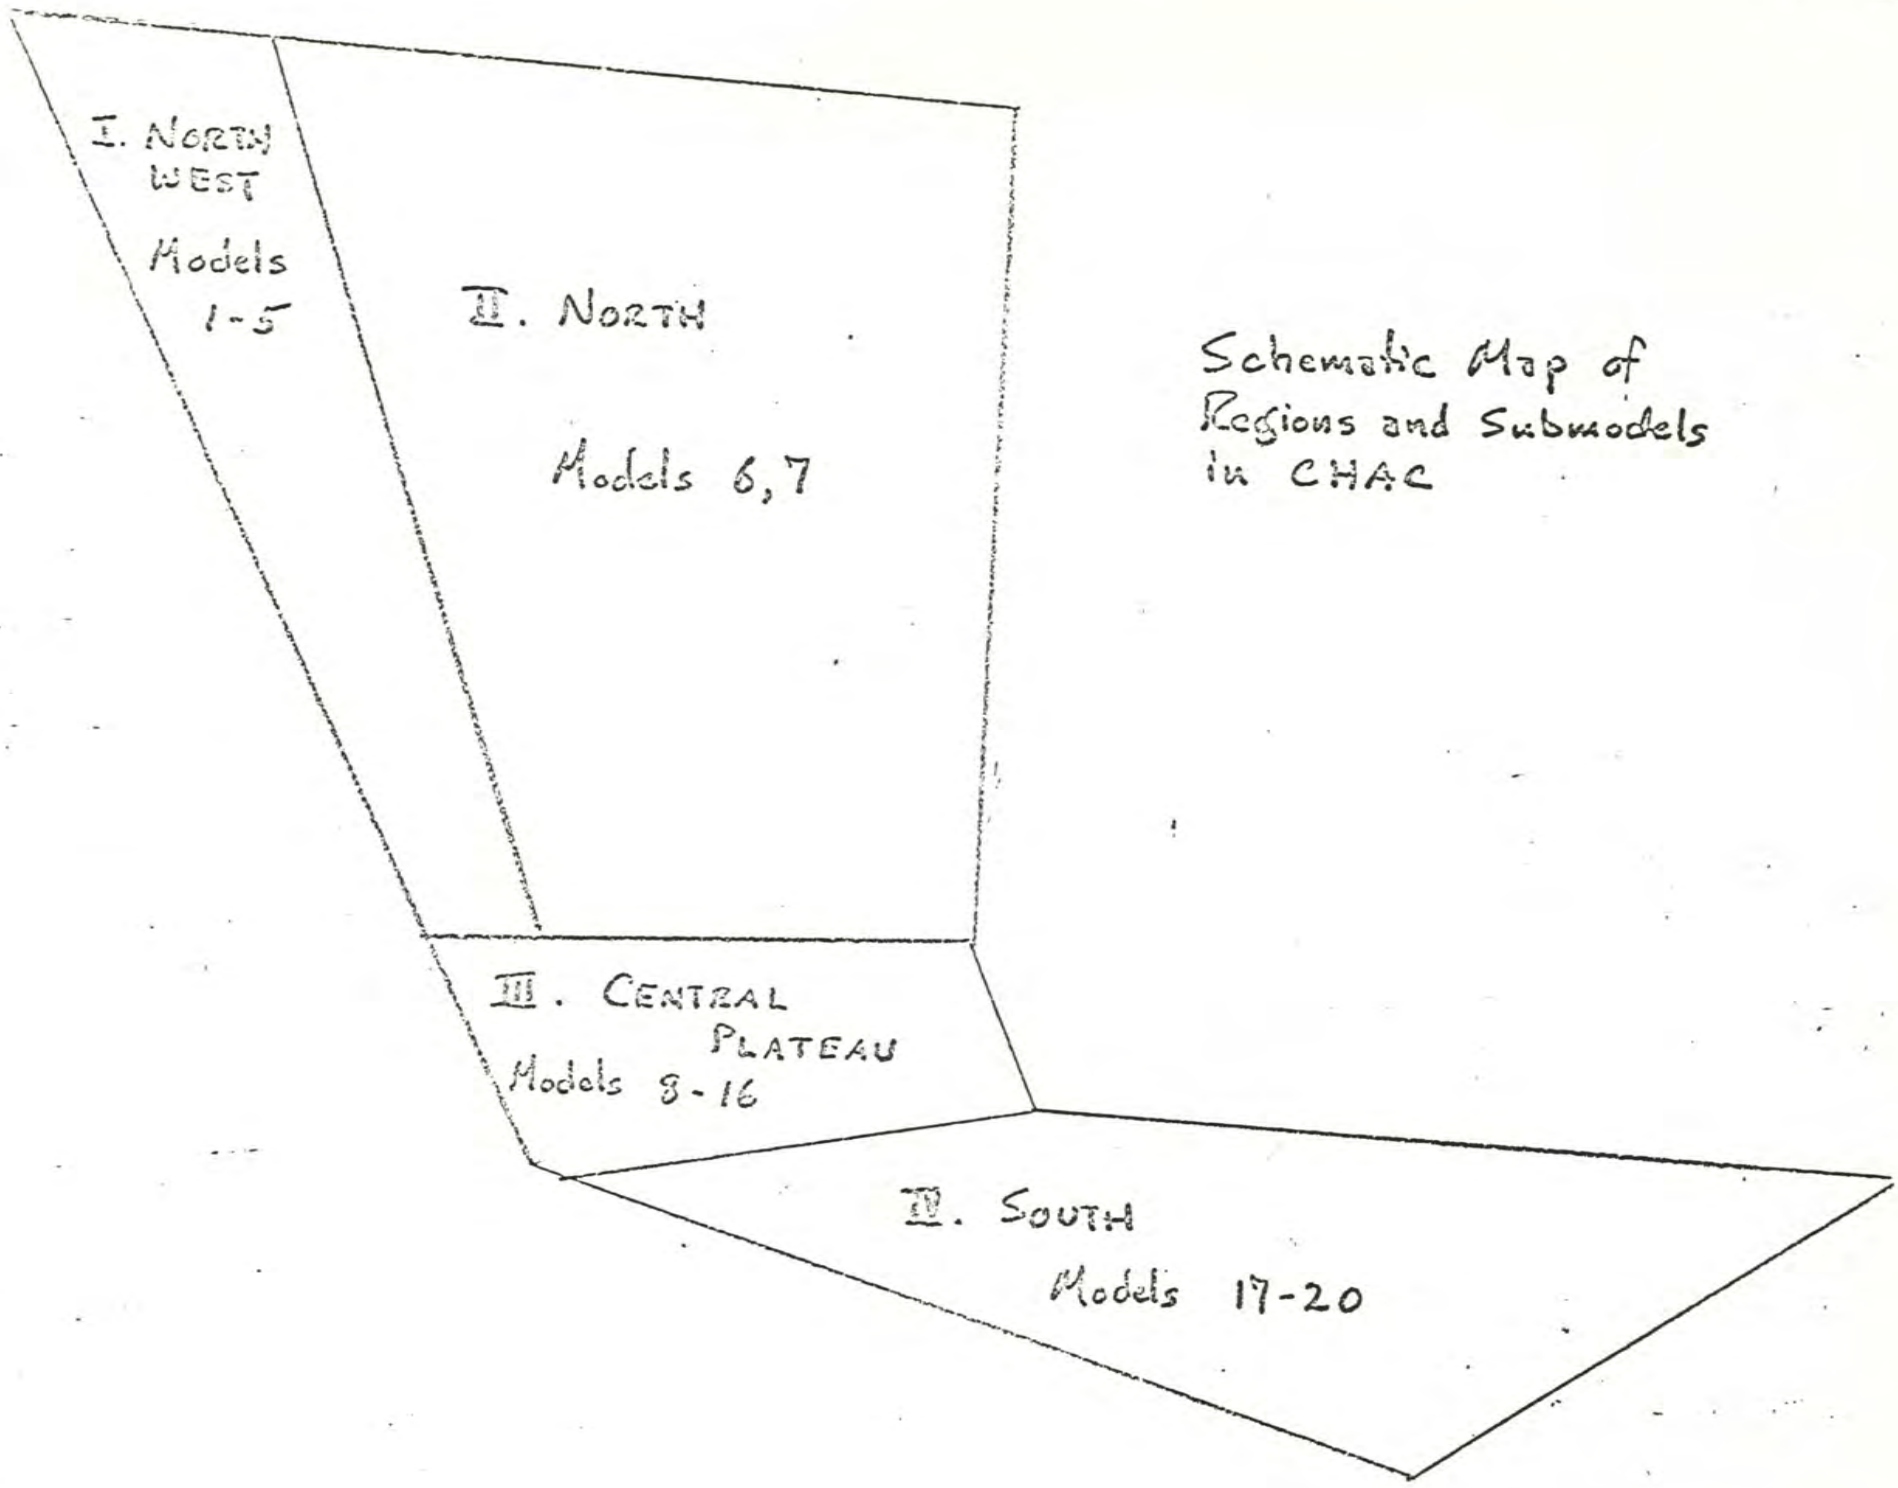 I. NORTH
WEST
Models
1-5
II. NORTH
Models 6,7
Schematic Map of
Regions and Submodels
in CHAC
III. CENTRAL
PLATEAU
Models 8-16
IV. SOUTH
Models 17-20